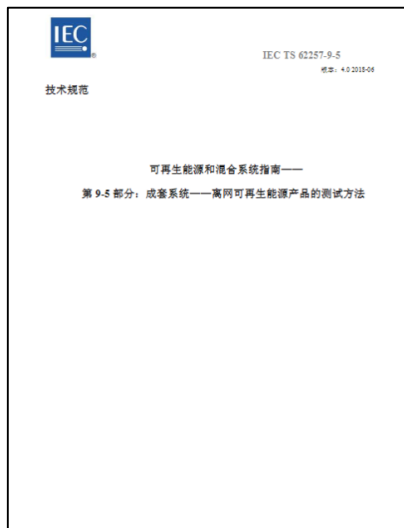 IEC
®
IEC TS 62257-9-5
版本：4.0 2018-06
技术规范
可再生能源和混合系统指南——
第 9-5 部分：成套系统——离网可再生能源产品的测试方法